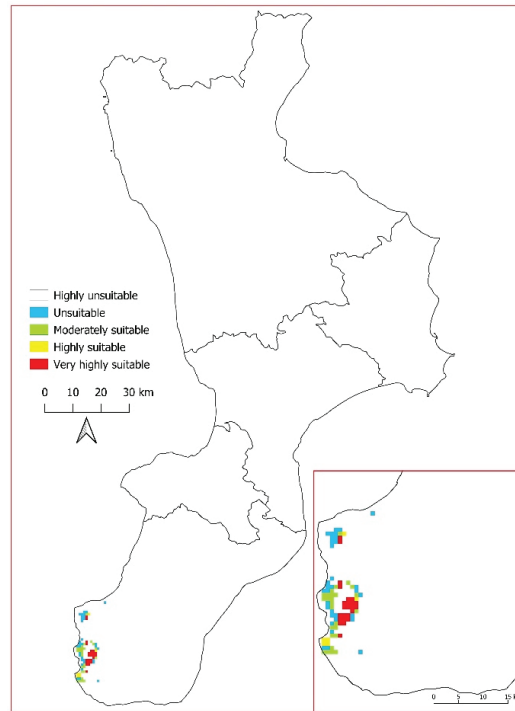 Highly unsuitable
Unsuitable
Moderately suitable
Highly suitable
Very highly suitable
0 10 20 30 km
0 5 10